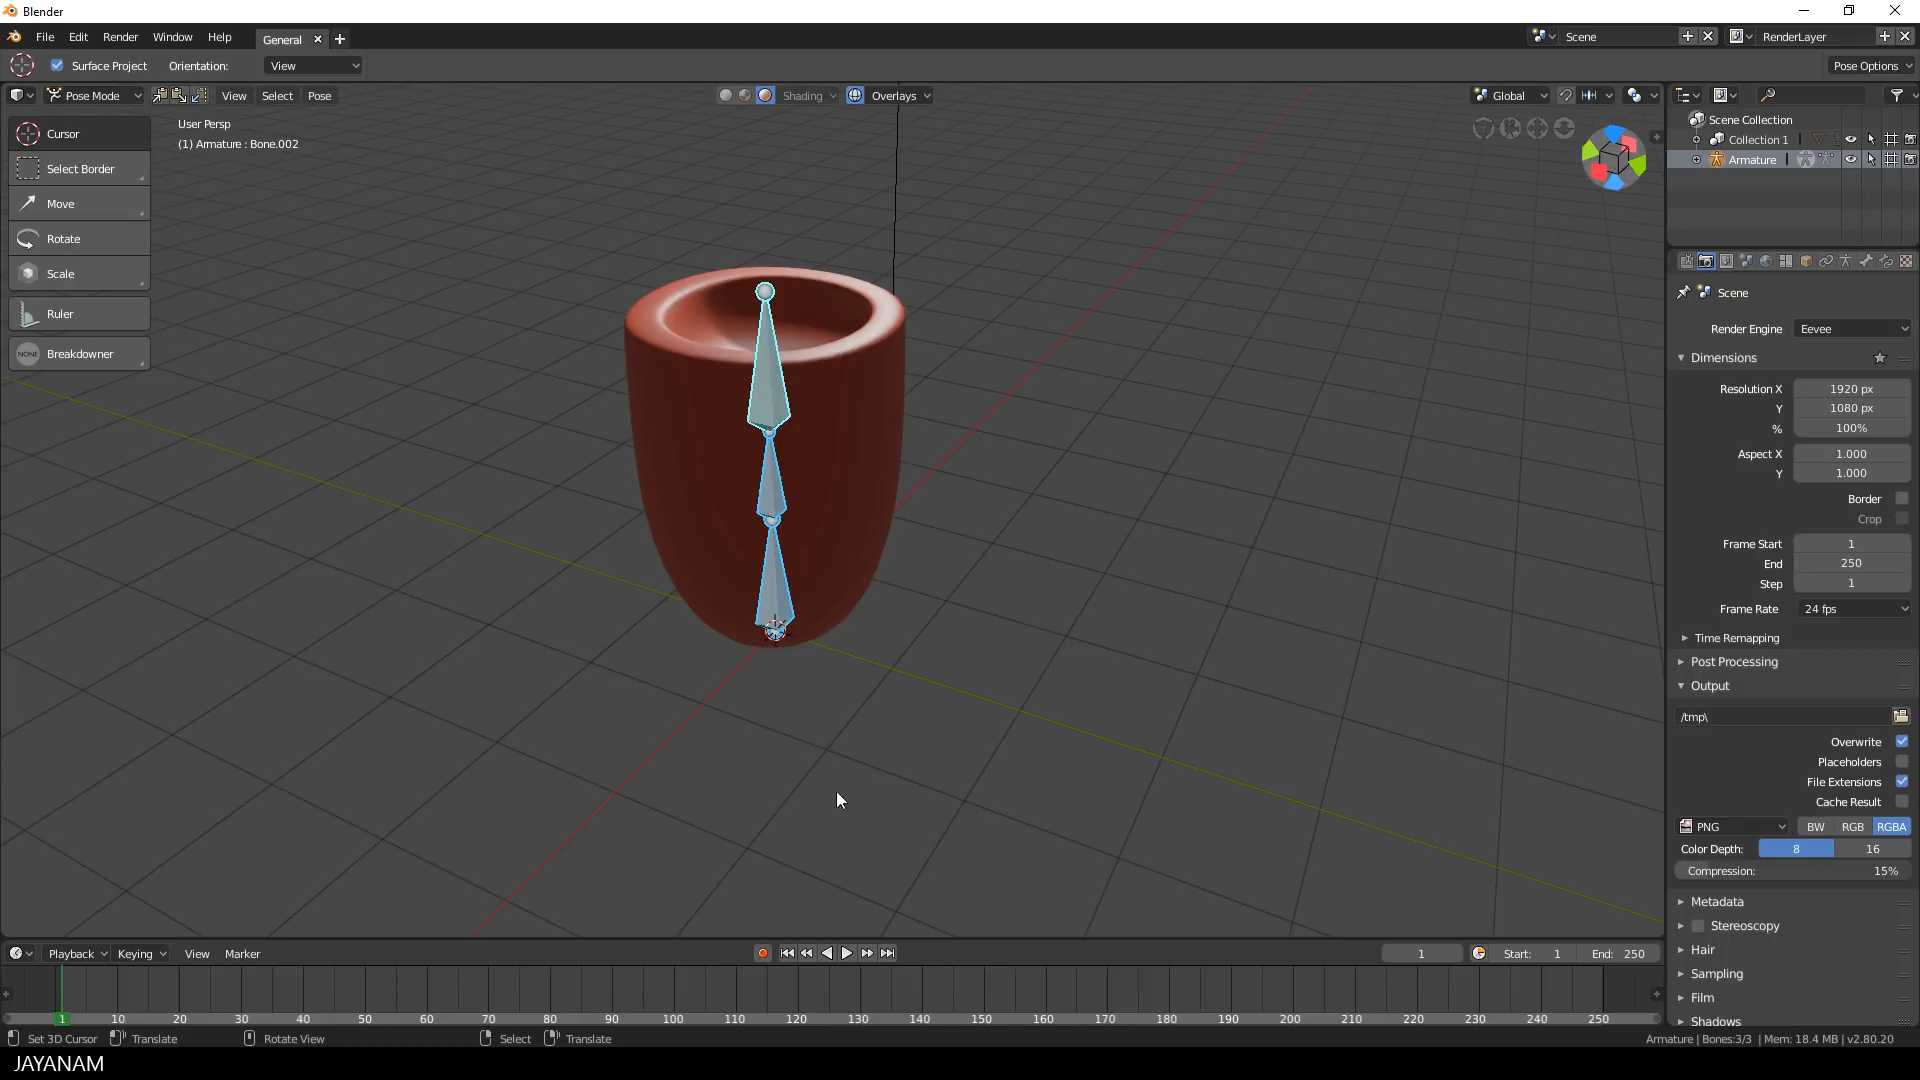 Blender
File Edit Render Window Help General Scene RenderLayer
Surface Project Orientation: View Pose Options
Pose Mode View Select Pose Shading Overlays Global
User Persp
(1) Armature : Bone.002
Cursor
Select Border
Move
Rotate
Scale
Ruler
NONE Breakdowner
Scene Collection
Collection 1
Armature
Scene
Render Engine Eevee
Dimensions
Resolution X 1920 px
Y 1080 px
% 100%
Aspect X 1.000
Y 1.000
Border
Crop
Frame Start 1
End 250
Step 1
Frame Rate 24 fps
Time Remapping
Post Processing
Output
/tmp\
Overwrite
Placeholders
File Extensions
Cache Result
PNG BW RGB RGBA
Color Depth: 8 16
Compression: 15%
Metadata
Stereoscopy
Hair
Sampling
Film
Shadows
Playback Keying View Marker 1 Start: 1 End: 250
1 10 20 30 40 50 60 70 80 90 100 110 120 130 140 150 160 170 180 190 200 210 220 230 240 250
Set 3D Cursor Translate Rotate View Select Translate Armature | Bones:3/3 | Mem: 18.4 MB | v2.80.20
JAYANAM